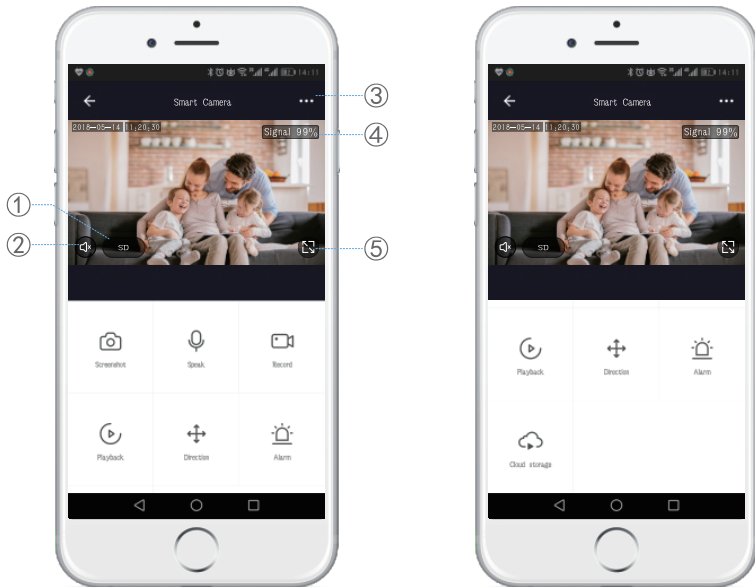 14:11
Smart Camera
2018-05-14 11:20:30
Signal 99%
SD
Screenshot
Speak
Record
Playback
Direction
Alarm
①
②
③
④
⑤
14:11
Smart Camera
2018-05-14 11:20:30
Signal 99%
SD
Playback
Direction
Alarm
Cloud storage